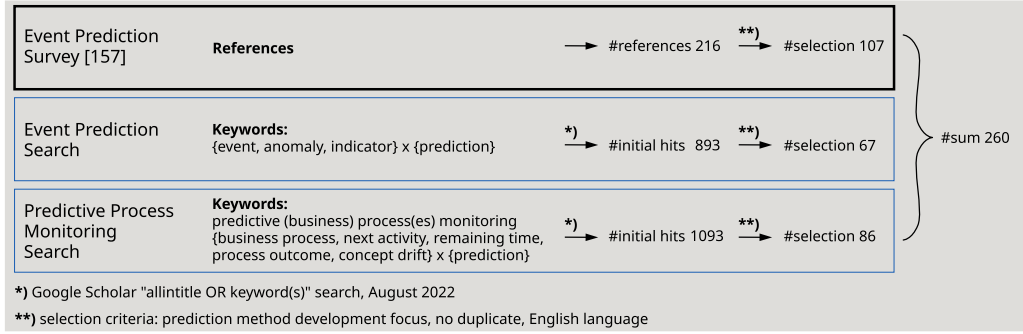 Event Prediction
Survey [157]
References
#references 216
**)
#selection 107
Event Prediction
Search
Keywords:
{event, anomaly, indicator} x {prediction}
*)
#initial hits 893
**)
#selection 67
#sum 260
Predictive Process
Monitoring
Search
Keywords:
predictive (business) process(es) monitoring
{business process, next activity, remaining time,
process outcome, concept drift} x {prediction}
*)
#initial hits 1093
**)
#selection 86
*) Google Scholar "allintitle OR keyword(s)" search, August 2022
**) selection criteria: prediction method development focus, no duplicate, English language